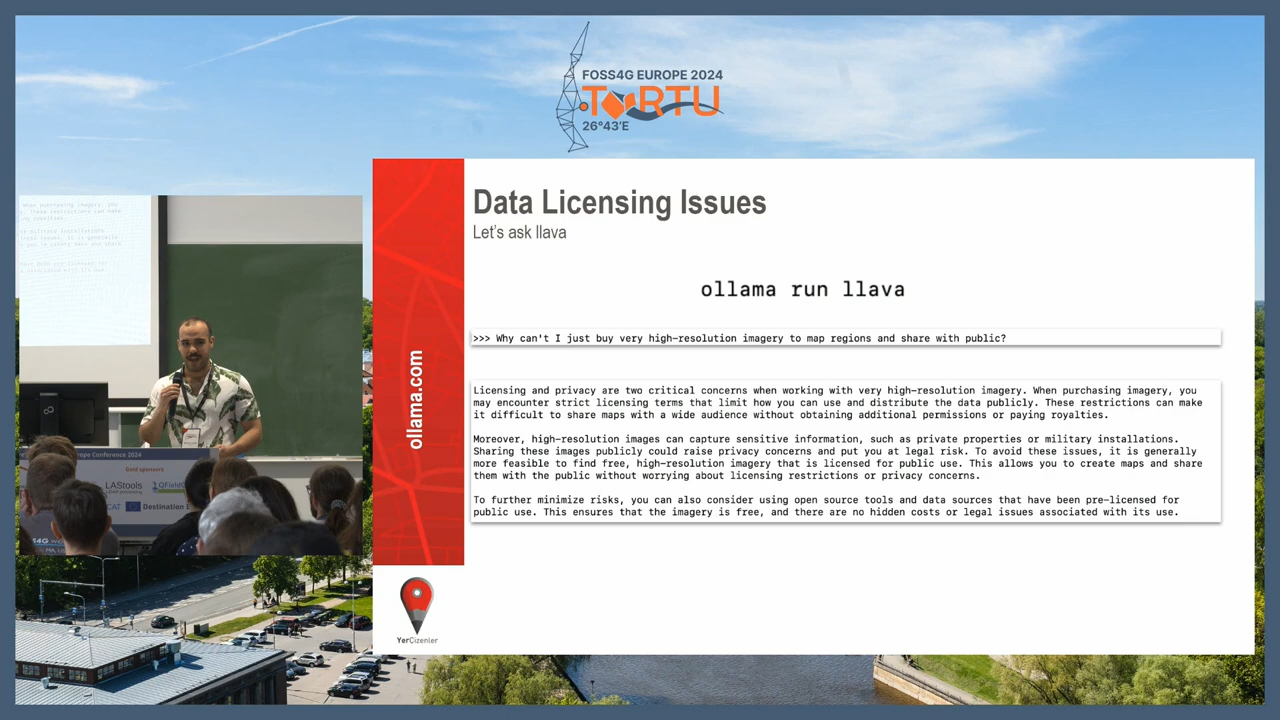 FOSS4G EUROPE 2024
TARTU
26°43'E
Data Licensing Issues
Let's ask llava
ollama run llava
>>> Why can't I just buy very high-resolution imagery to map regions and share with public?
Licensing and privacy are two critical concerns when working with very high-resolution imagery. When purchasing imagery, you
may encounter strict licensing terms that limit how you can use and distribute the data publicly. These restrictions can make
it difficult to share maps with a wide audience without obtaining additional permissions or paying royalties.
Moreover, high-resolution images can capture sensitive information, such as private properties or military installations.
Sharing these images publicly could raise privacy concerns and put you at legal risk. To avoid these issues, it is generally
more feasible to find free, high-resolution imagery that is licensed for public use. This allows you to create maps and share
them with the public without worrying about licensing restrictions or privacy concerns.
To further minimize risks, you can also consider using open source tools and data sources that have been pre-licensed for
public use. This ensures that the imagery is free, and there are no hidden costs or legal issues associated with its use.
ollama.com
YerÇizenler
rope Conference 2024
Gold sponsors
LAStools
QField
CAT
Destination